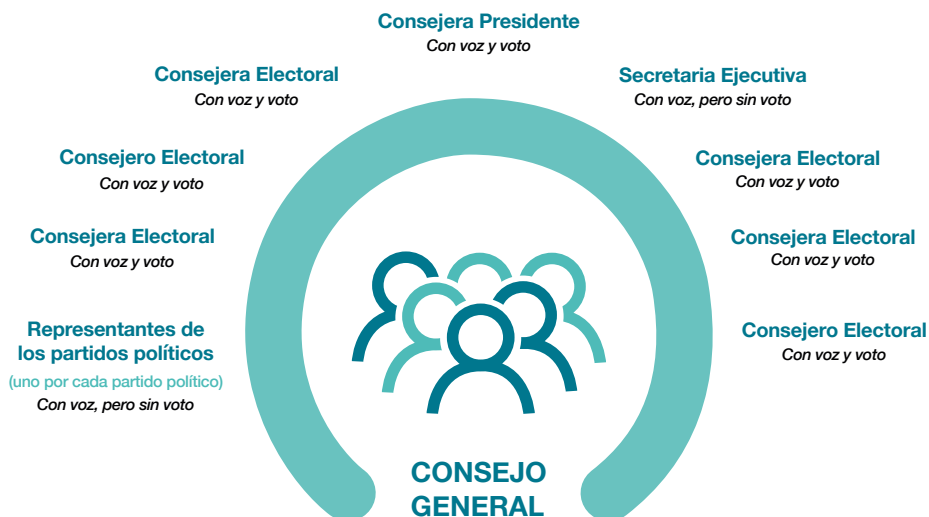 Consejera Presidente
Con voz y voto
Consejera Electoral
Con voz y voto
Secretaria Ejecutiva
Con voz, pero sin voto
Consejero Electoral
Con voz y voto
Consejera Electoral
Con voz y voto
Consejera Electoral
Con voz y voto
Consejera Electoral
Con voz y voto
Representantes de
los partidos políticos
(uno por cada partido político)
Con voz, pero sin voto
Consejero Electoral
Con voz y voto
CONSEJO
GENERAL